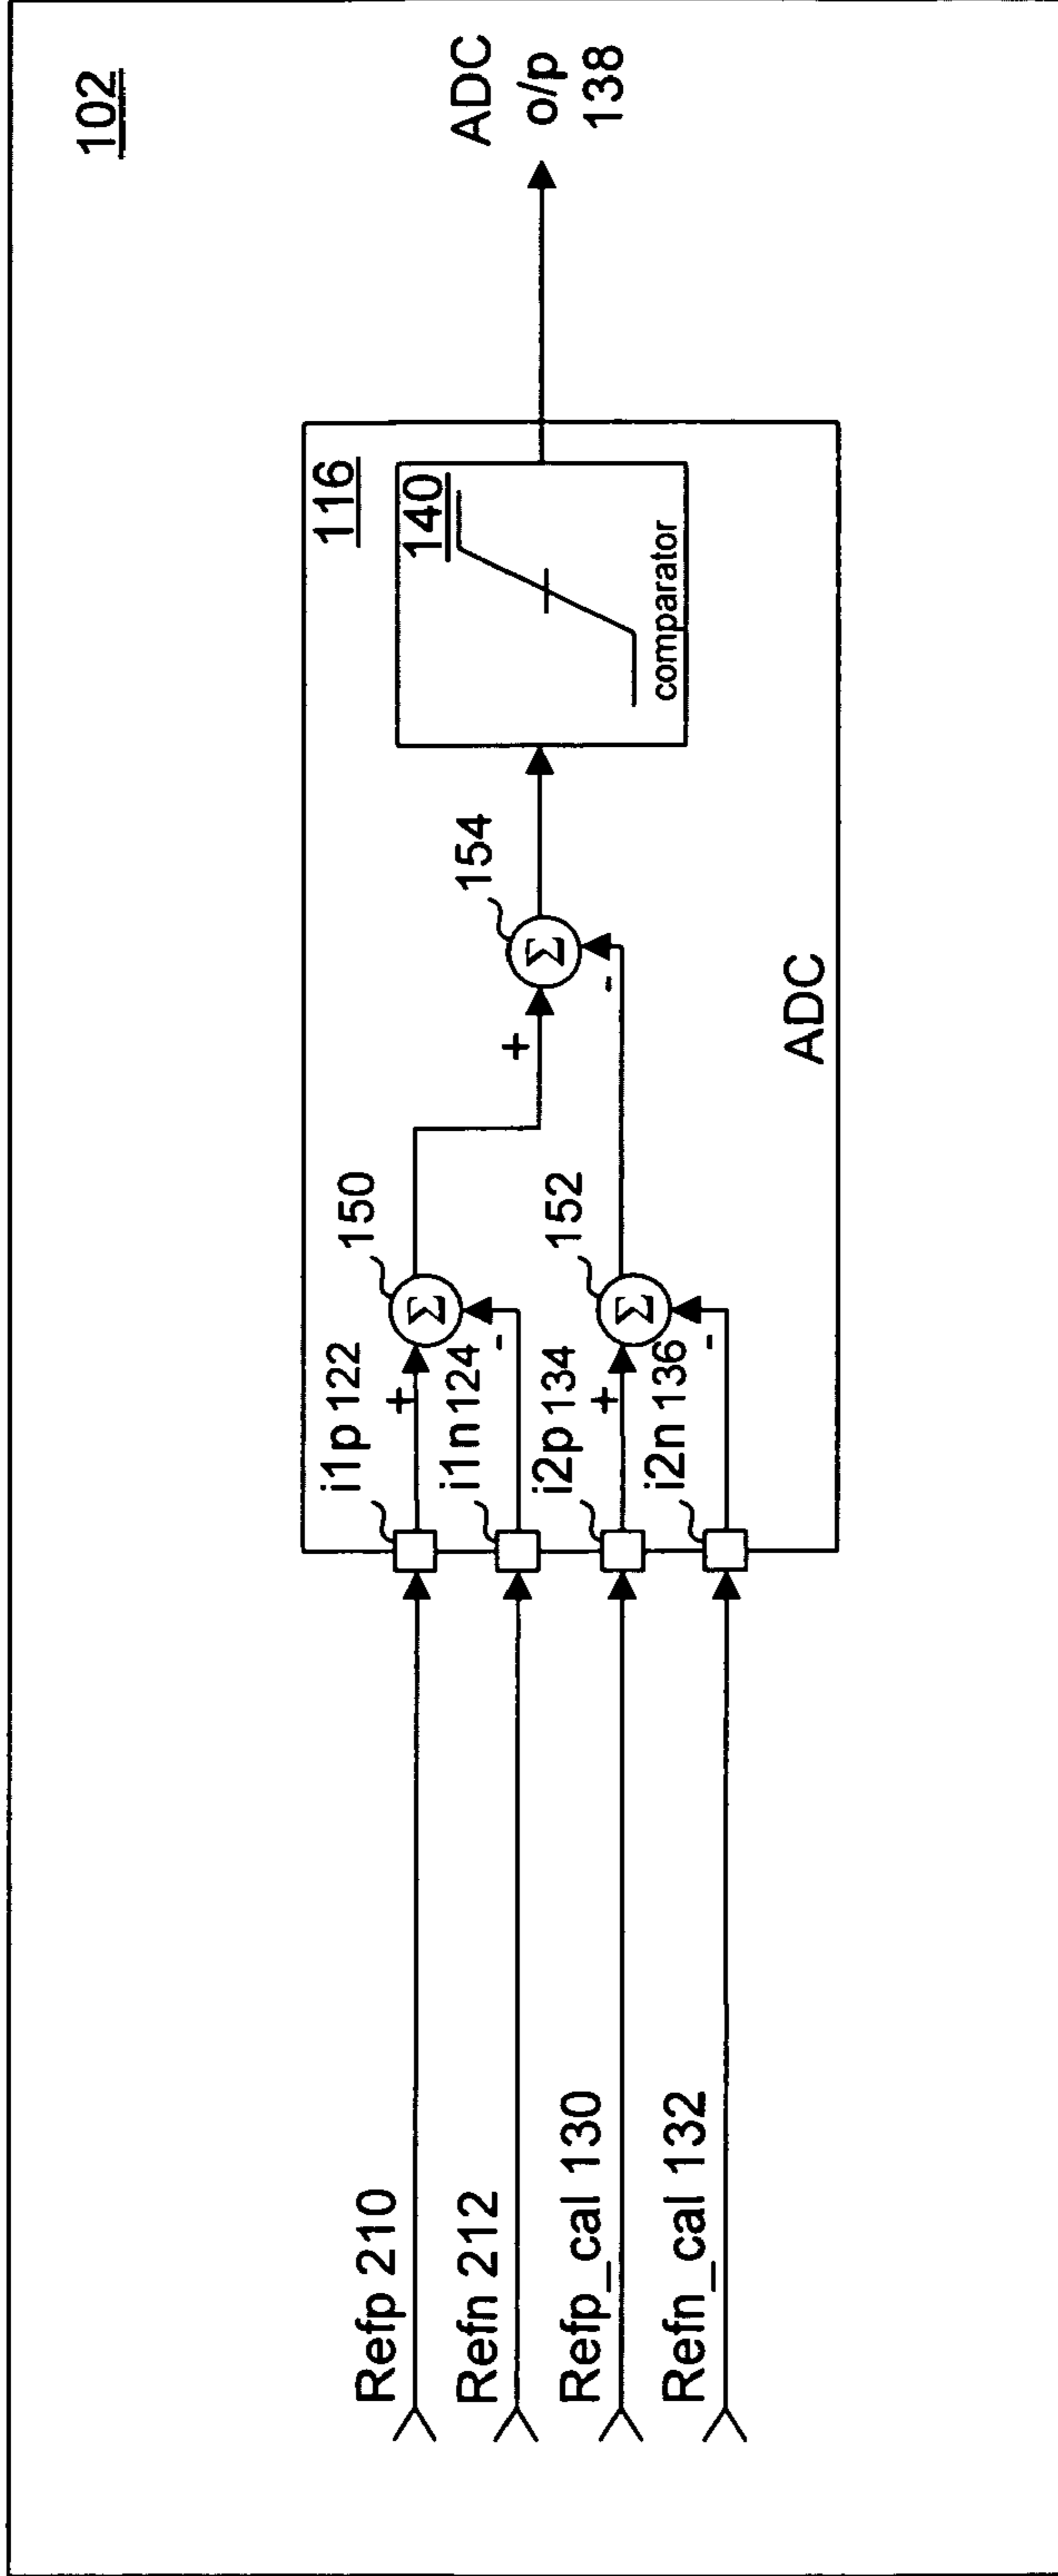 102
Refp 210
Refn 212
Refp_cal 130
Refn_cal 132
i1p 122
i1n 124
i2p 134
i2n 136
+
-
+
-
Σ
Σ
150
152
+
-
Σ
154
116
140
comparator
ADC
ADC
o/p
138